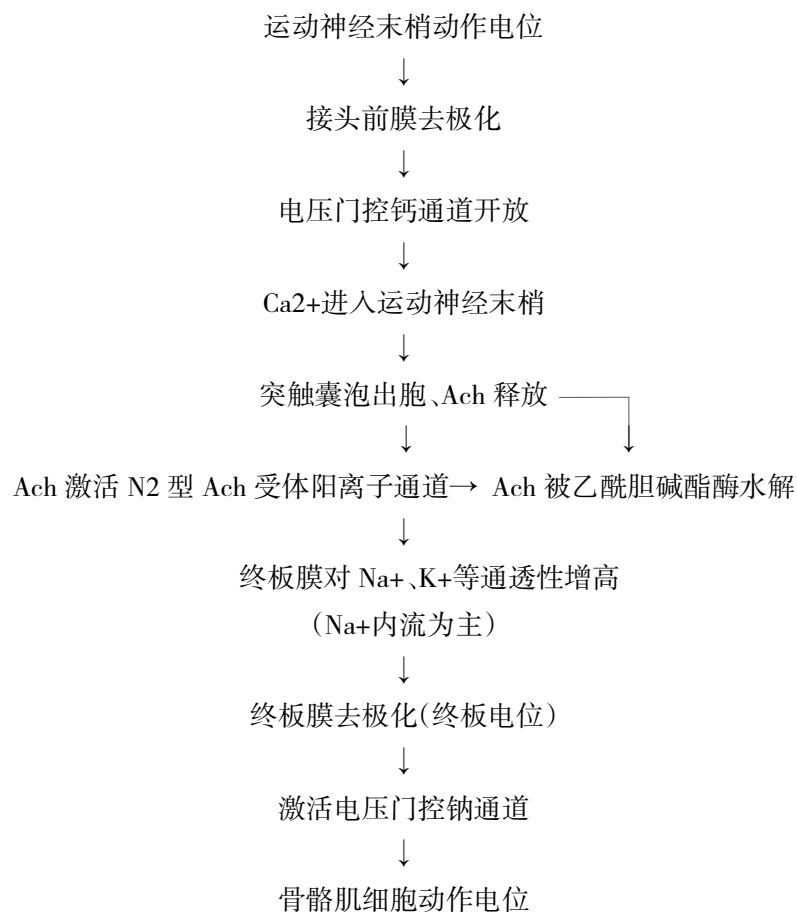 运动神经末梢动作电位
↓
接头前膜去极化
↓
电压门控钙通道开放
↓
Ca2+进入运动神经末梢
↓
突触囊泡出胞、Ach 释放
↓ ↓
Ach 激活 N2 型 Ach 受体阳离子通道→ Ach 被乙酰胆碱酯酶水解
↓
终板膜对 Na+、K+等通透性增高
（Na+内流为主）
↓
终板膜去极化(终板电位）
↓
激活电压门控钠通道
↓
骨骼肌细胞动作电位